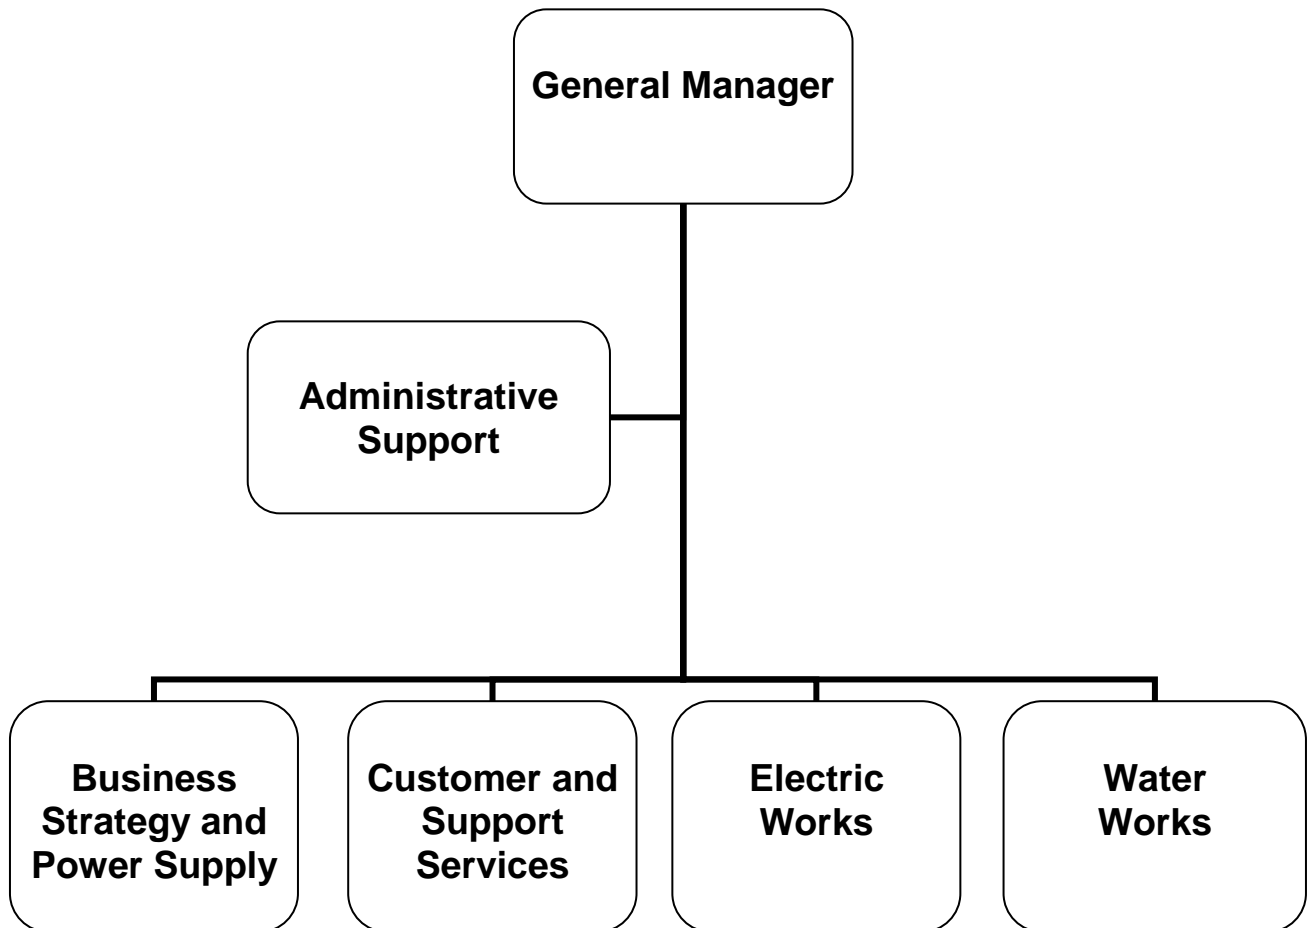 General Manager
Administrative
Support
Business
Strategy and
Power Supply
Customer and
Support
Services
Electric
Works
Water
Works